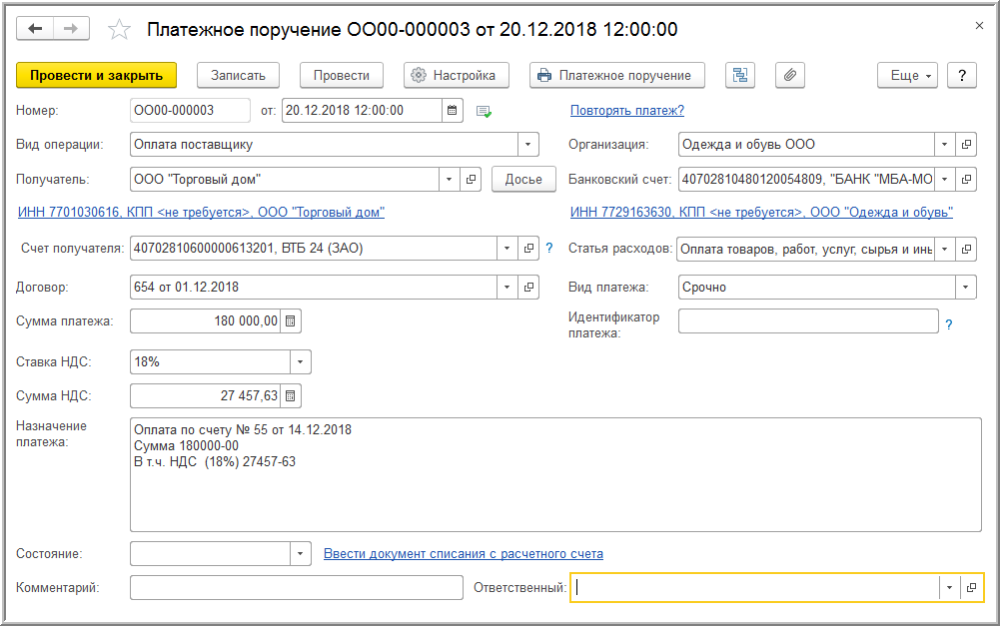 Платежное поручение ОО00-000003 от 20.12.2018 12:00:00
Провести и закрыть Записать Провести Настройка Платежное поручение Еще ?
Номер: ОО00-000003 от: 20.12.2018 12:00:00 Повторять платеж?
Вид операции: Оплата поставщику Организация: Одежда и обувь ООО
Получатель: ООО "Торговый дом" Досье Банковский счет: 40702810480120054809, "БАНК "МБА-МО
ИНН 7701030616, КПП <не требуется>, ООО "Торговый дом" ИНН 7729163630, КПП <не требуется>, ООО "Одежда и обувь"
Счет получателя: 40702810600000613201, ВТБ 24 (ЗАО) ? Статья расходов: Оплата товаров, работ, услуг, сырья и ины
Договор: 654 от 01.12.2018 Вид платежа: Срочно
Сумма платежа: 180 000,00 Идентификатор
платежа: ?
Ставка НДС: 18%
Сумма НДС: 27 457,63
Назначение
платежа:
Оплата по счету № 55 от 14.12.2018
Сумма 180000-00
В т.ч. НДС (18%) 27457-63
Состояние: Ввести документ списания с расчетного счета
Комментарий: Ответственный: